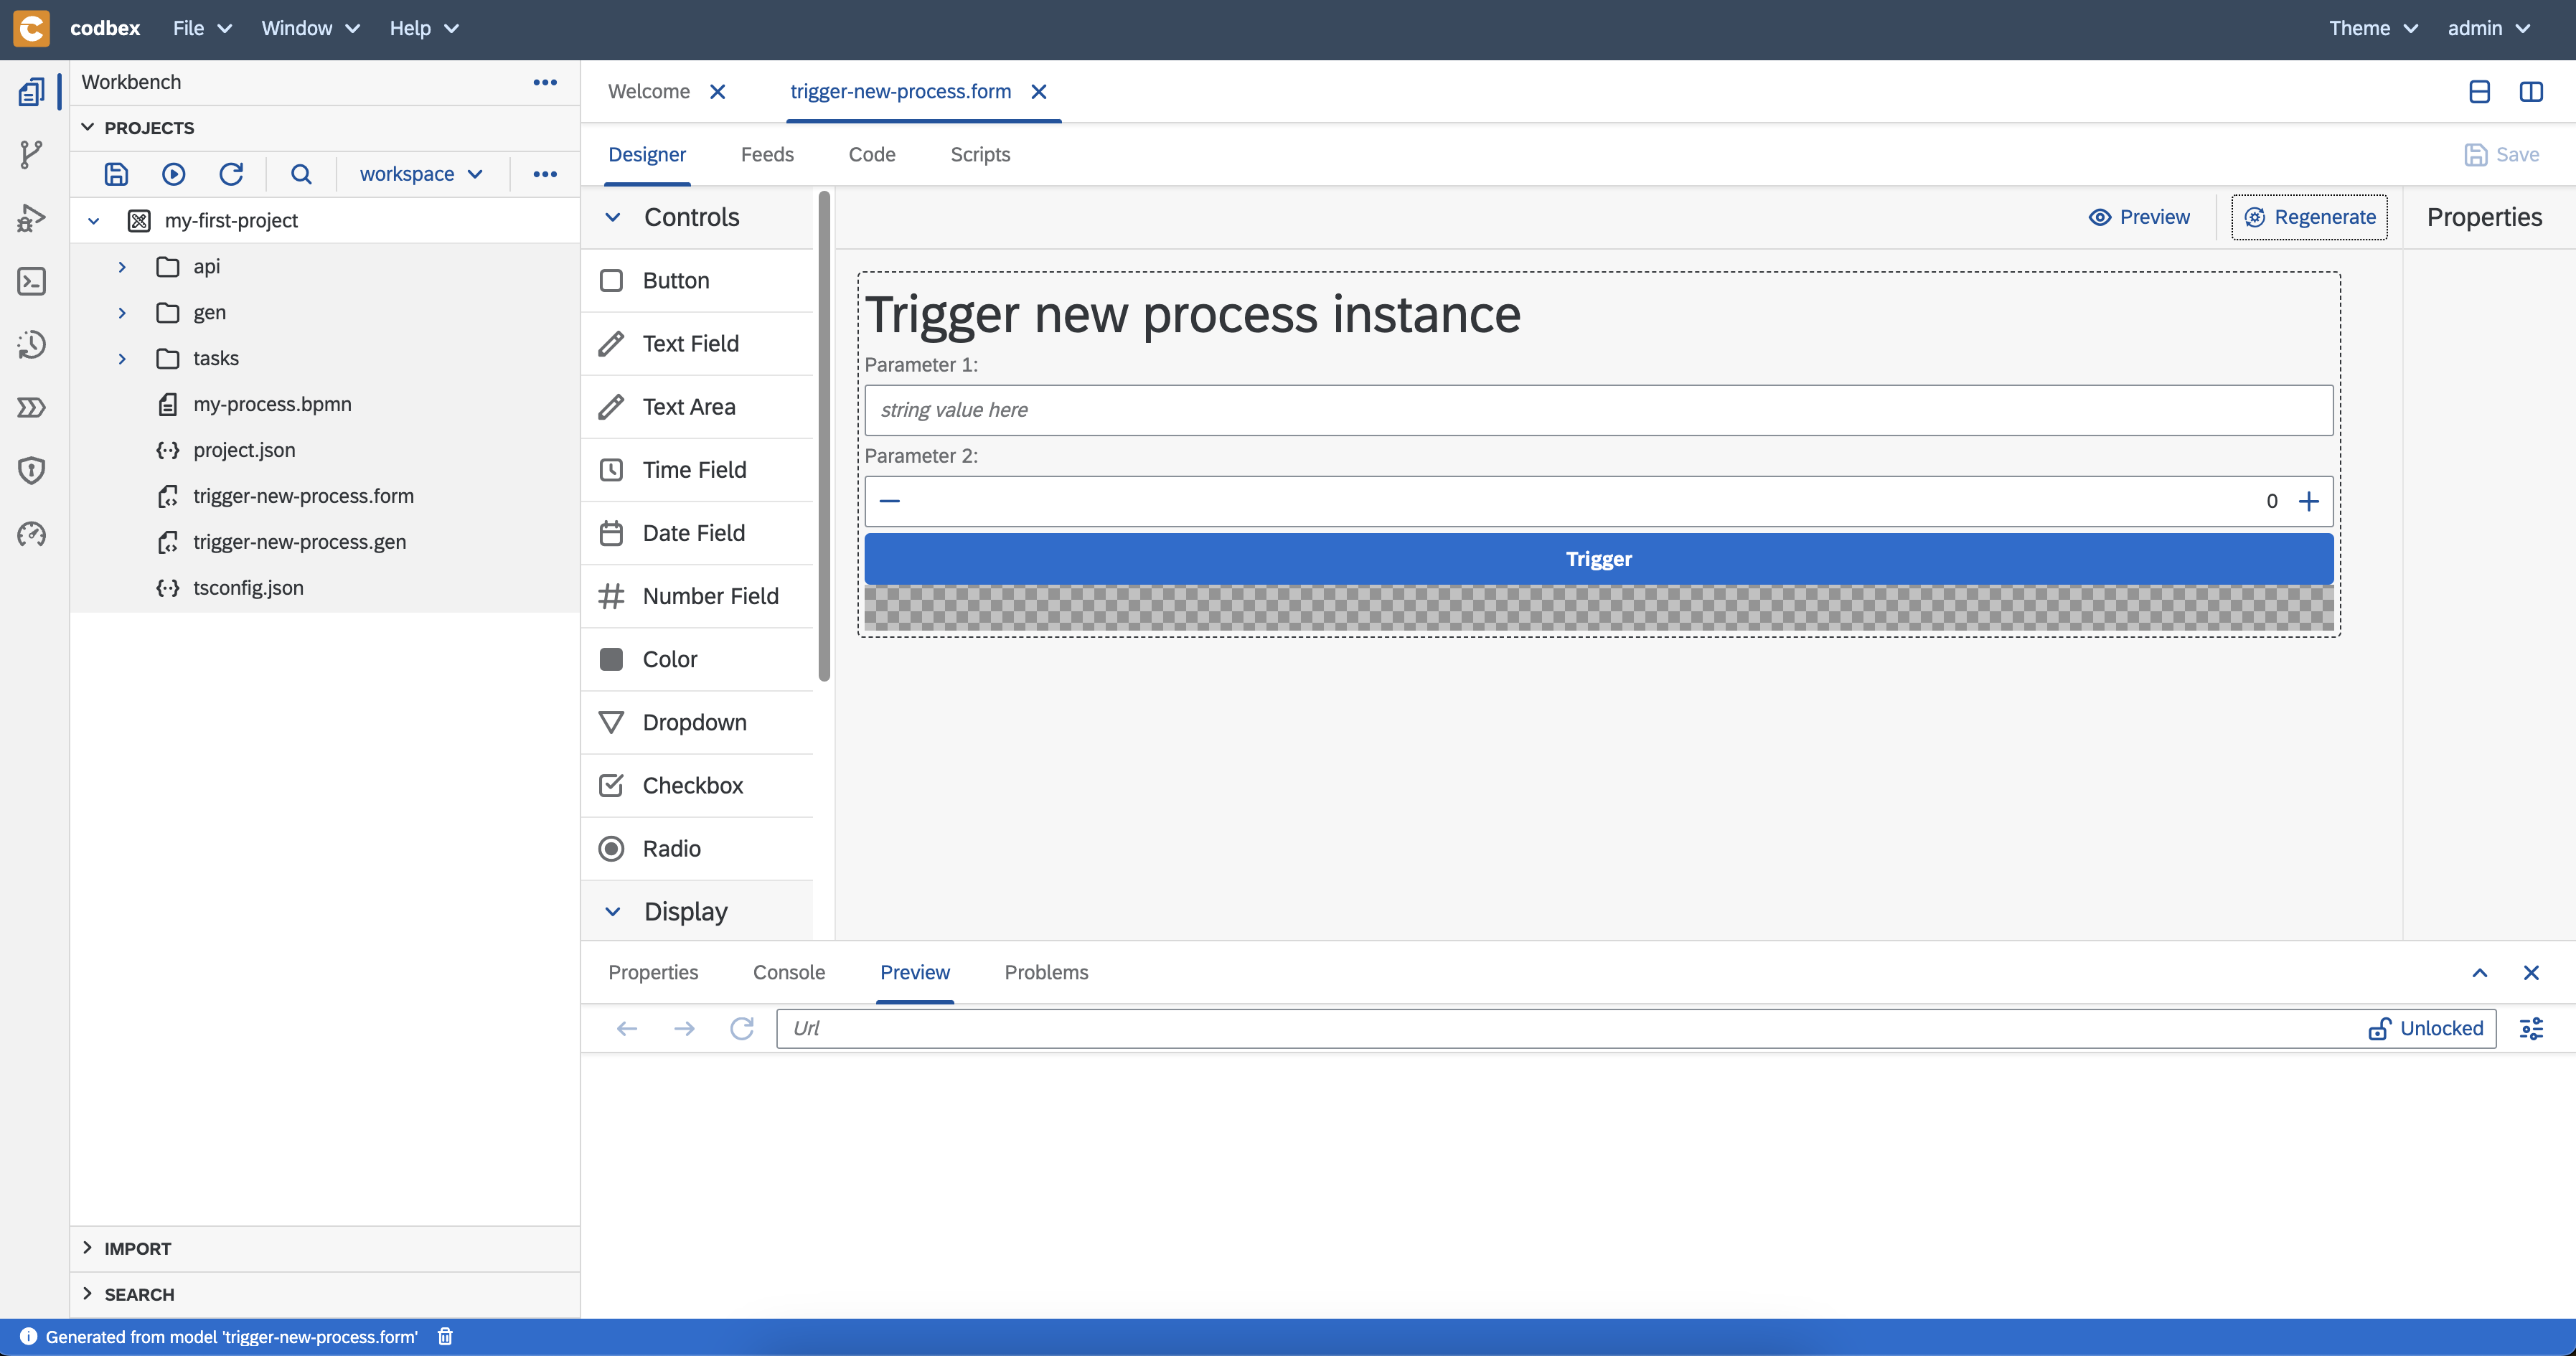 codbex File Window Help Theme admin
Workbench
PROJECTS
workspace
my-first-project
api
gen
tasks
my-process.bpmn
project.json
trigger-new-process.form
trigger-new-process.gen
tsconfig.json
IMPORT
SEARCH
Welcome trigger-new-process.form
Designer Feeds Code Scripts Save
Controls
Button
Text Field
Text Area
Time Field
Date Field
Number Field
Color
Dropdown
Checkbox
Radio
Display
Preview Regenerate
Trigger new process instance
Parameter 1:
string value here
Parameter 2:
0
Trigger
Properties
Properties Console Preview Problems
Url Unlocked
Generated from model 'trigger-new-process.form'